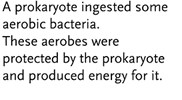 A prokaryote ingested some
aerobic bacteria.
These aerobes were
protected by the prokaryote
and produced energy for it.